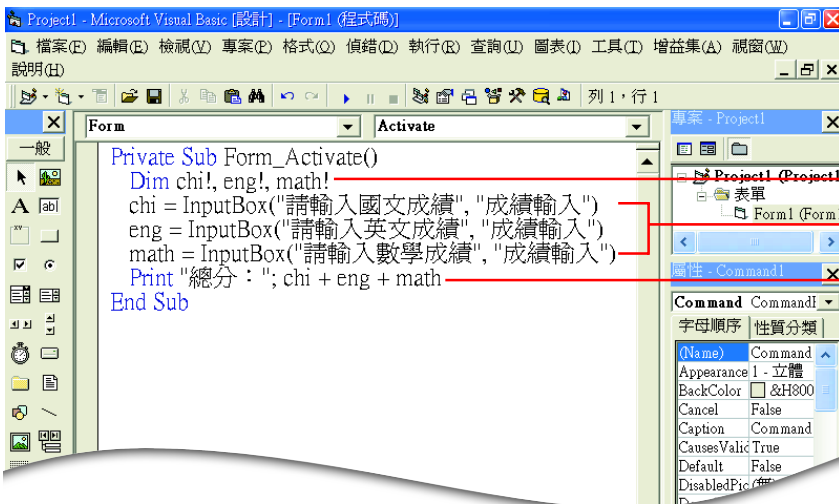 Project1 - Microsoft Visual Basic [設計] - [Form1 (程式碼)]
檔案(F) 編輯(E) 檢視(V) 專案(P) 格式(O) 偵錯(D) 執行(R) 查詢(U) 圖表(I) 工具(T) 增益集(A) 視窗(W)
說明(H)
列 1，行 1
一般
Form
Activate
Private Sub Form_Activate()
Dim chi!, eng!, math!
chi = InputBox("請輸入國文成績", "成績輸入")
eng = InputBox("請輸入英文成績", "成績輸入")
math = InputBox("請輸入數學成績", "成績輸入")
Print "總分："; chi + eng + math
End Sub
專案 - Project1
Project1 (Project1
表單
Form1 (Form
屬性 - Command1
Command CommandI
字母順序 性質分類
(Name) Command
Appearance 1 - 立體
BackColor &H800
Cancel False
Caption Command
CausesValid True
Default False
DisabledPic (無)